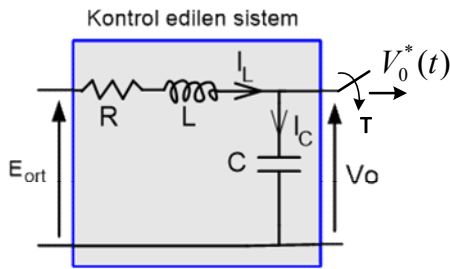 Kontrol edilen sistem
I_L
V_0^*(t)
R
L
T
I_C
E_ort
C
Vo